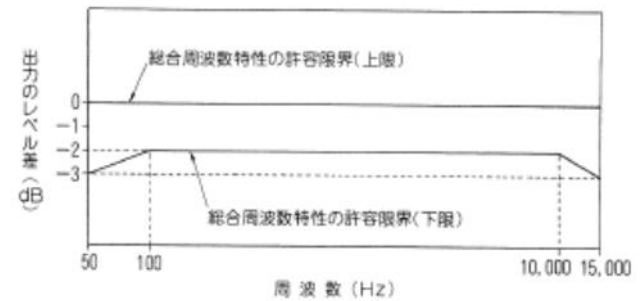 総合周波数特性の許容限界(上限)
出力のレベル差(dB)
0
-1
-2
-3
総合周波数特性の許容限界(下限)
50
100
10,000
15,000
周波数(Hz)